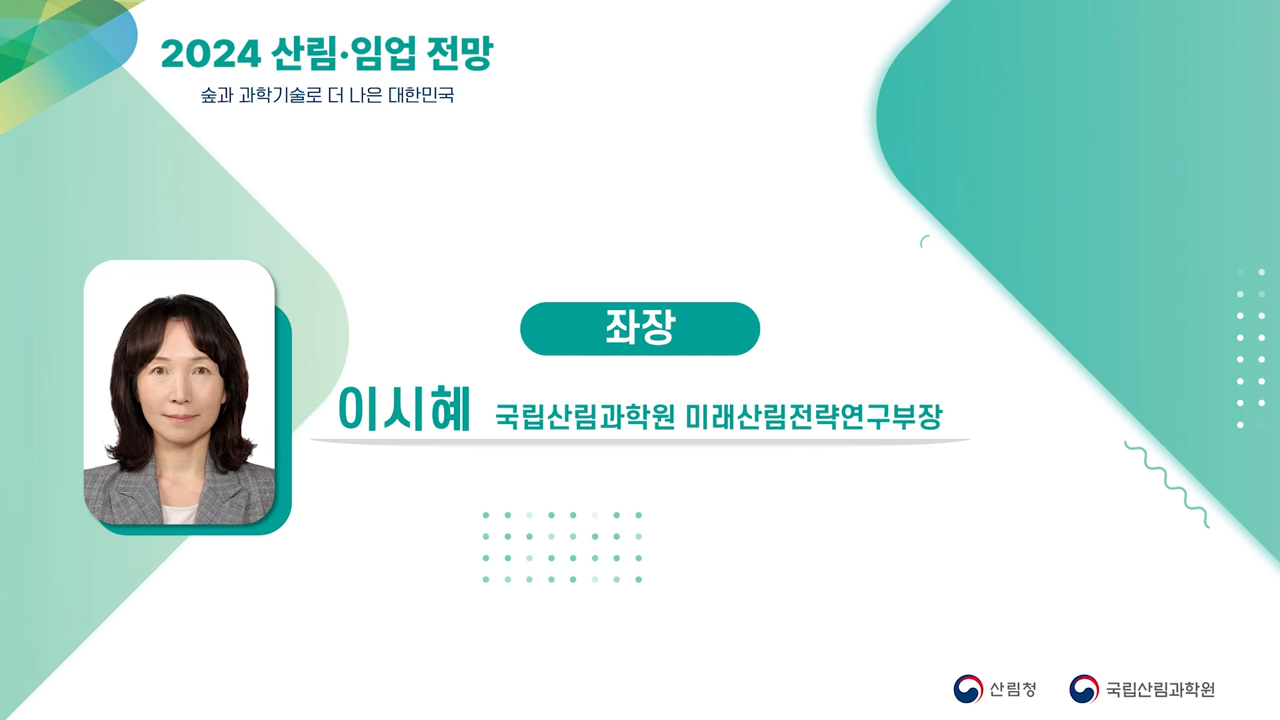 2024 산림·임업 전망
숲과 과학기술로 더 나은 대한민국
좌장
이시혜 국립산림과학원 미래산림전략연구부장
산림청 국립산림과학원